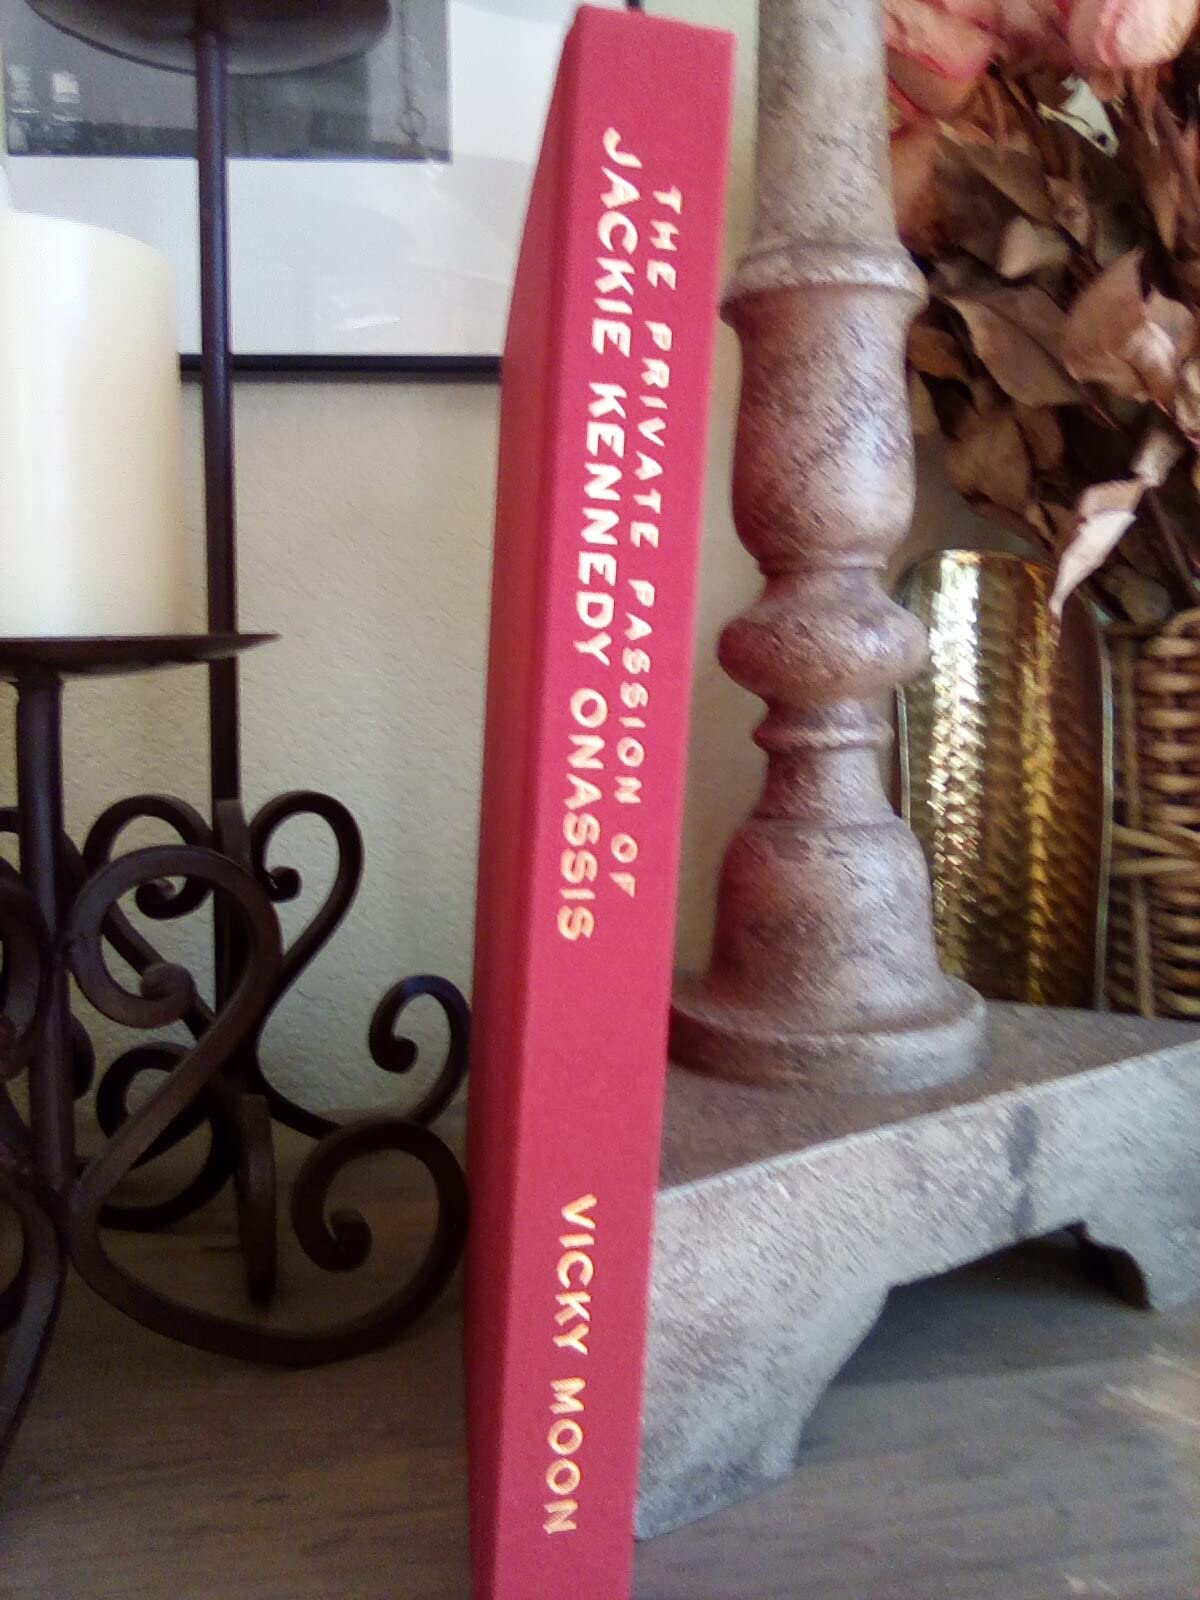 THE PRIVATE PASSION OF
JACKIE KENNEDY ONASSIS
VICKY MOON